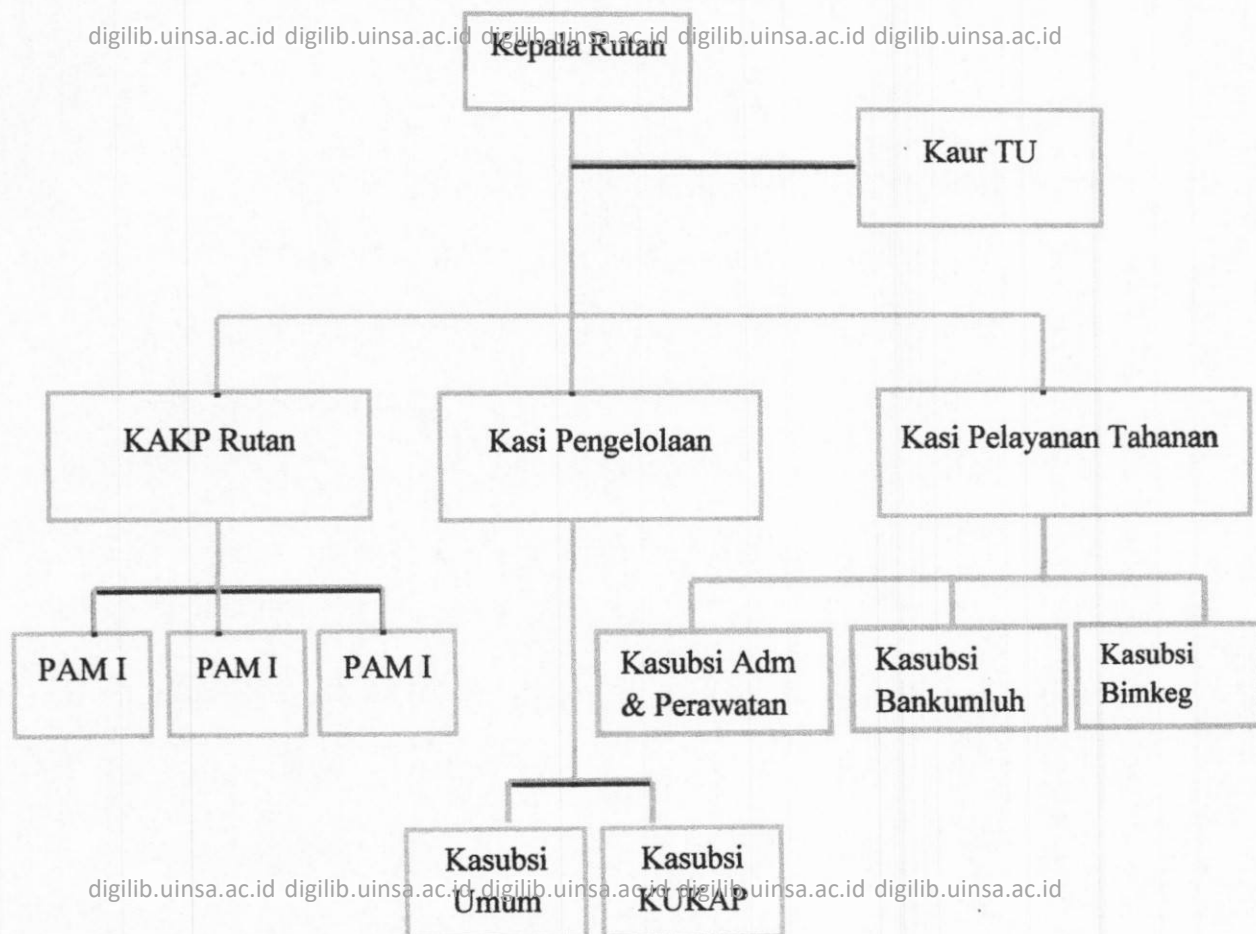 digilib.uinsa.ac.id digilib.uinsa.ac.id digilib.uinsa.ac.id digilib.uinsa.ac.id digilib.uinsa.ac.id
Kepala Rutan
Kaur TU
KAKP Rutan
Kasi Pengelolaan
Kasi Pelayanan Tahanan
PAM I
PAM I
PAM I
Kasubsi Adm
& Perawatan
Kasubsi
Bankumluh
Kasubsi
Bimkeg
Kasubsi
Umum
Kasubsi
KUKAP
digilib.uinsa.ac.id digilib.uinsa.ac.id digilib.uinsa.ac.id digilib.uinsa.ac.id digilib.uinsa.ac.id